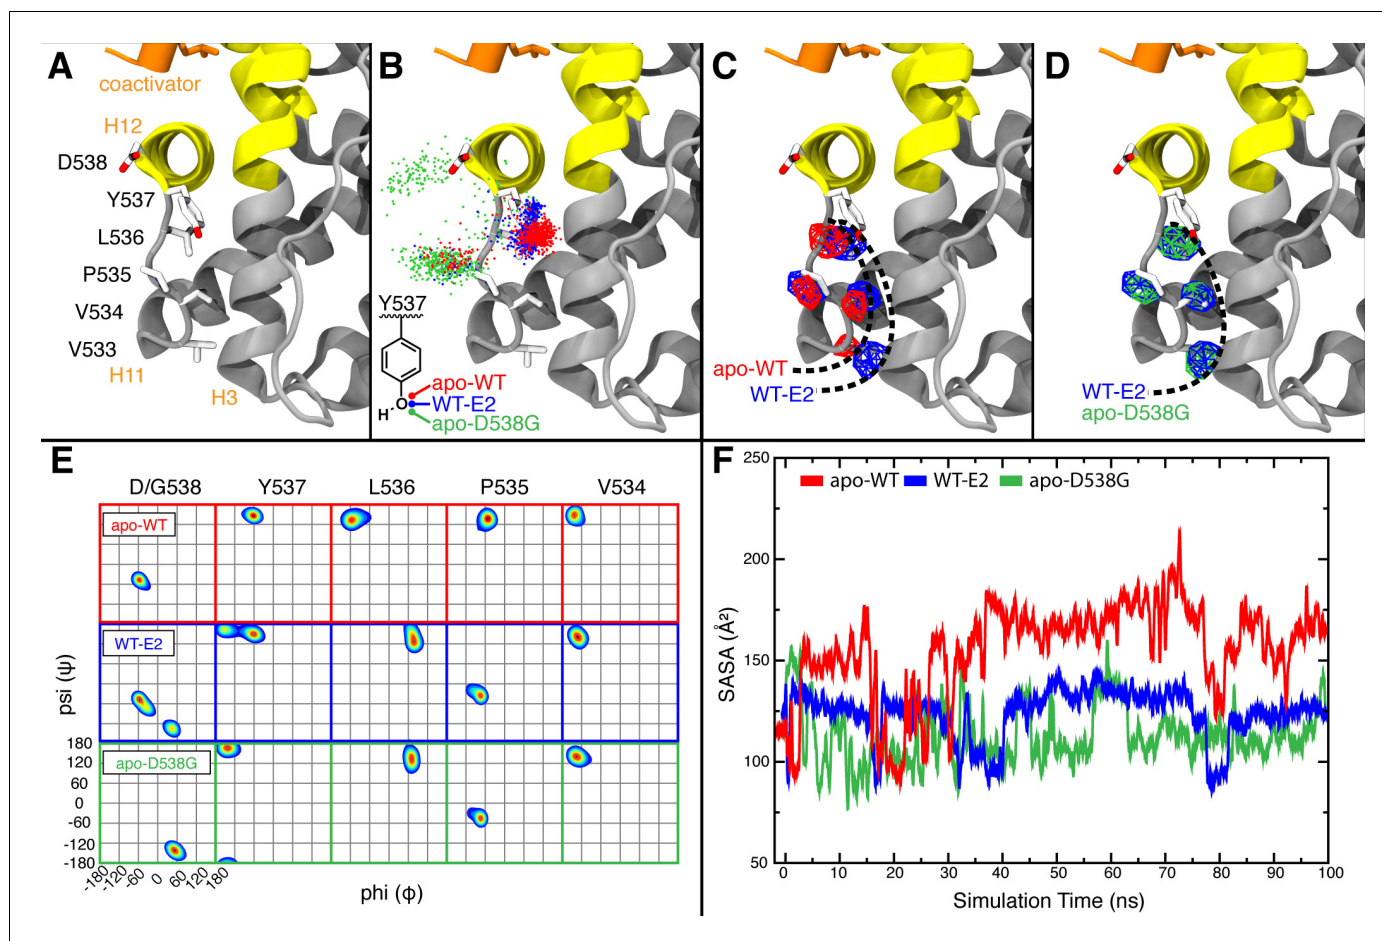 A
coactivator
H12
D538
Y537
L536
P535
V534
V533
H11
H3
B
Y537
O
H
apo-WT
WT-E2
apo-D538G
C
apo-WT
WT-E2
D
WT-E2
apo-D538G
E
D/G538 Y537 L536 P535 V534
apo-WT
WT-E2
apo-D538G
psi (ψ)
180
120
60
0
-60
-120
-180
-180 -120 -60 0 60 120 180
phi (ϕ)
F
apo-WT WT-E2 apo-D538G
SASA (Å²)
250
200
150
100
50
0 10 20 30 40 50 60 70 80 90 100
Simulation Time (ns)